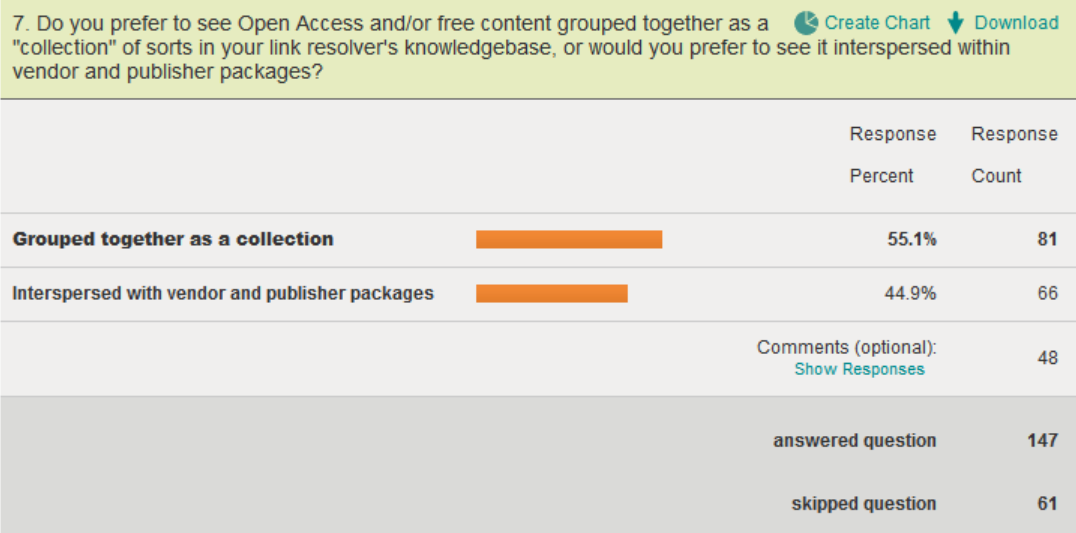 7. Do you prefer to see Open Access and/or free content grouped together as a Create Chart Download
"collection" of sorts in your link resolver's knowledgebase, or would you prefer to see it interspersed within
vendor and publisher packages?
Response Response
Percent Count
Grouped together as a collection 55.1% 81
Interspersed with vendor and publisher packages 44.9% 66
Comments (optional):
Show Responses 48
answered question 147
skipped question 61